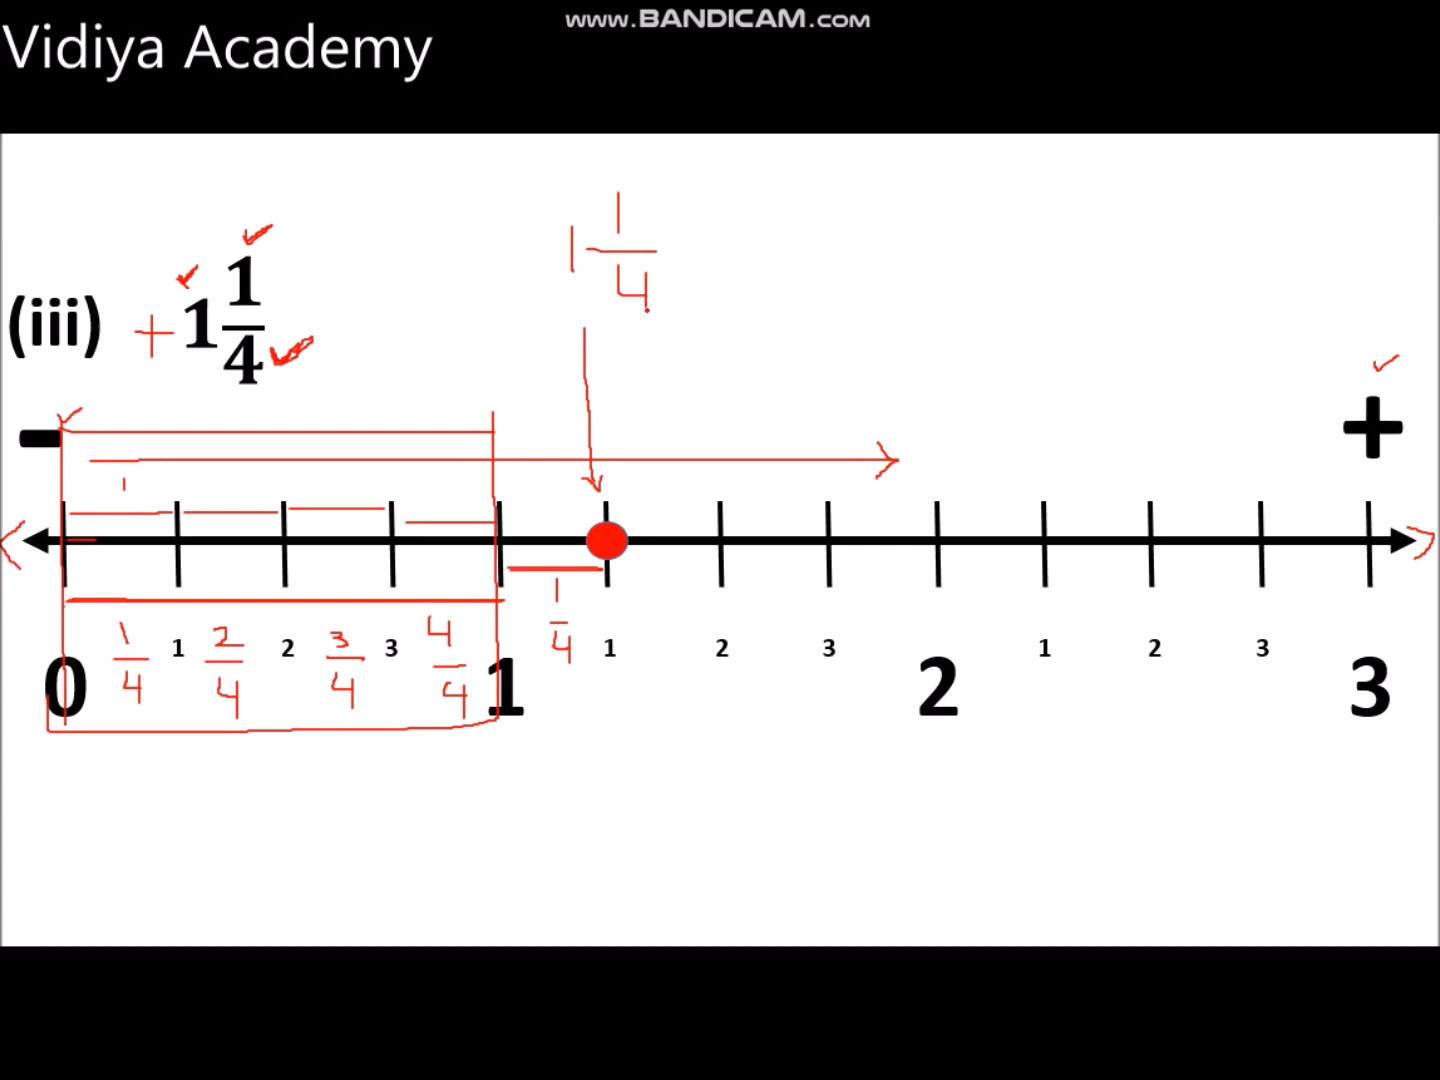 www.BANDICAM.com
Vidiya Academy
(iii) + 1 1/4
1 1/4
- +
1/4 1 2/4 2 3/4 3 4/4 1/4 1 2 3 1 2 3
0 1 2 3